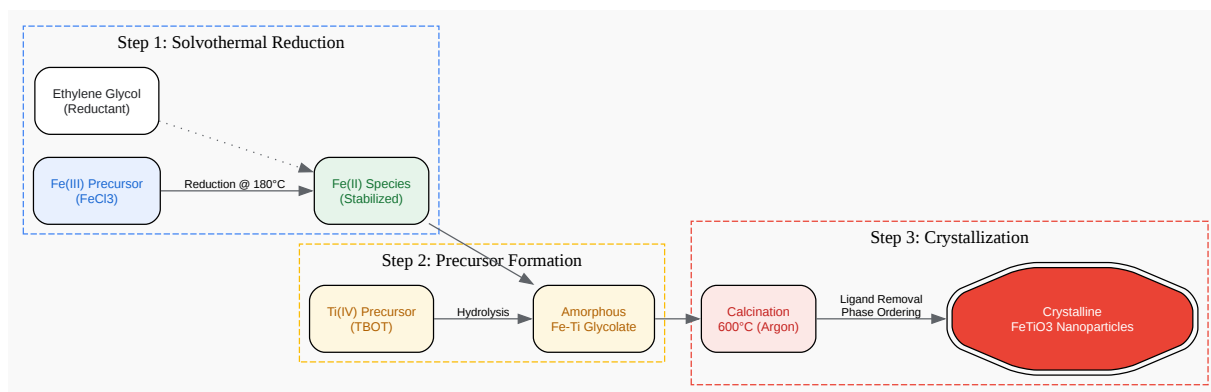 Step 1: Solvothermal Reduction
Ethylene Glycol
(Reductant)
Fe(III) Precursor
(FeCl3)
Reduction @ 180°C
Fe(II) Species
(Stabilized)
Step 2: Precursor Formation
Ti(IV) Precursor
(TBOT)
Hydrolysis
Amorphous
Fe-Ti Glycolate
Step 3: Crystallization
Calcination
600°C (Argon)
Ligand Removal
Phase Ordering
Crystalline
FeTiO3 Nanoparticles